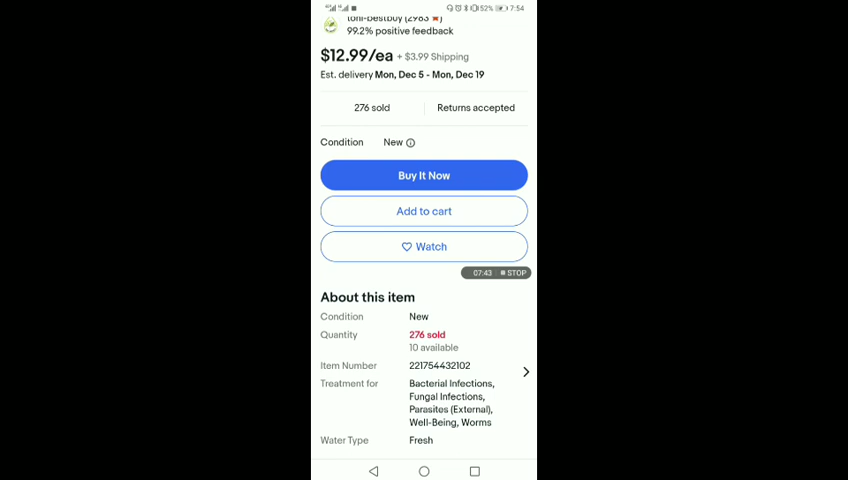 toni-bestbuy (2983
99.2% positive feedback
$12.99/ea + $3.99 Shipping
Est. delivery Mon, Dec 5 - Mon, Dec 19
276 sold
Returns accepted
Condition New
Buy It Now
Add to cart
Watch
07:43 STOP
About this item
Condition New
Quantity 276 sold
10 available
Item Number 221754432102
Treatment for Bacterial Infections,
Fungal Infections,
Parasites (External),
Well-Being, Worms
Water Type Fresh